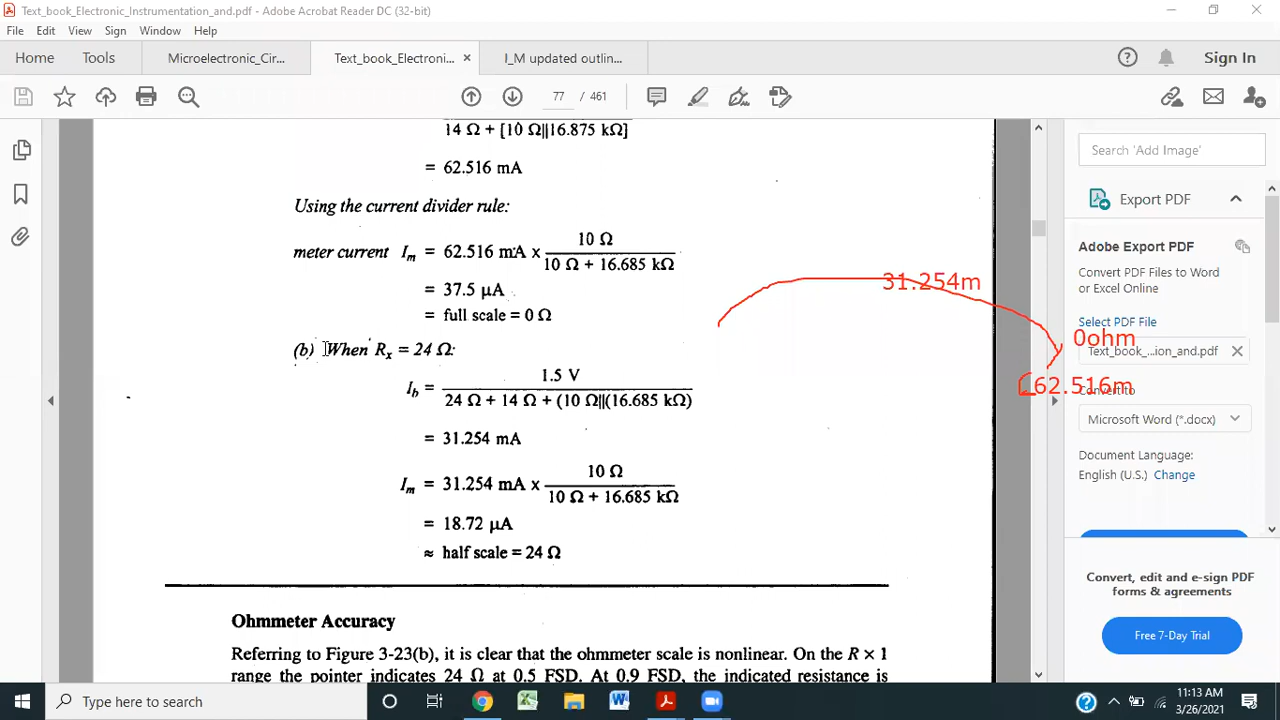 Text_book_Electronic_Instrumentation_and.pdf - Adobe Acrobat Reader DC (32-bit)
File Edit View Sign Window Help
Home Tools Microelectronic_Cir... Text_book_Electroni... × I_M updated outlin... Sign In
77 / 461
14 Ω + [10 Ω||16.875 kΩ]
= 62.516 mA
Using the current divider rule:
meter current Im = 62.516 mA x 10 Ω / 10 Ω + 16.685 kΩ
= 37.5 μA
= full scale = 0 Ω
(b) When Rx = 24 Ω:
Ib = 1.5 V / 24 Ω + 14 Ω + (10 Ω||(16.685 kΩ)
= 31.254 mA
Im = 31.254 mA x 10 Ω / 10 Ω + 16.685 kΩ
= 18.72 μA
≈ half scale = 24 Ω
Ohmmeter Accuracy
Referring to Figure 3-23(b), it is clear that the ohmmeter scale is nonlinear. On the R × 1
range the pointer indicates 24 Ω at 0.5 FSD. At 0.9 FSD, the indicated resistance is
31.254m
0ohm
62.516m
Search 'Add Image'
Export PDF
Adobe Export PDF
Convert PDF Files to Word
or Excel Online
Select PDF File
Text_book_...ion_and.pdf ×
Convert to
Microsoft Word (*.docx)
Document Language:
English (U.S.) Change
Convert, edit and e-sign PDF
forms & agreements
Free 7-Day Trial
Type here to search
11:13 AM
3/26/2021